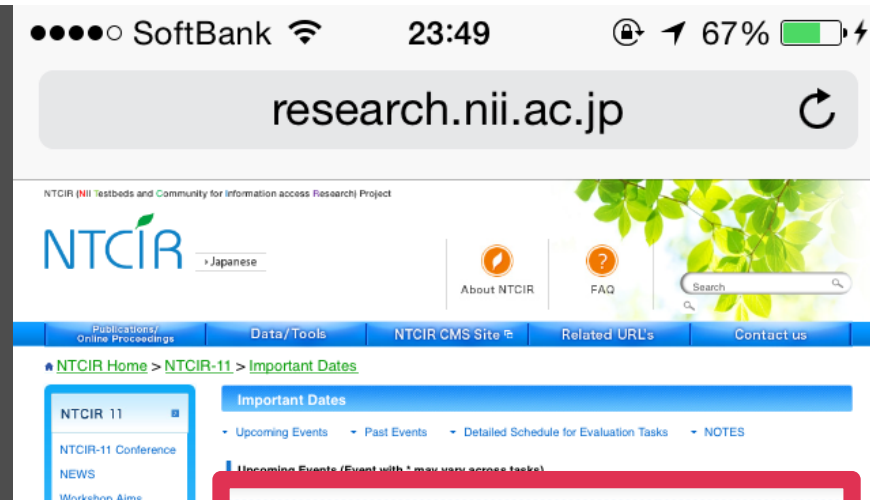 SoftBank 23:49 67%
research.nii.ac.jp
NTCIR (NII Testbeds and Community for Information access Research) Project
NTCIR
Japanese
About NTCIR
FAQ
Search
Publications/
Online Proceedings
Data/Tools
NTCIR CMS Site
Related URL's
Contact us
NTCIR Home > NTCIR-11 > Important Dates
NTCIR 11
NTCIR-11 Conference
NEWS
Workshop Aims
Important Dates
Upcoming Events Past Events Detailed Schedule for Evaluation Tasks NOTES
Upcoming Events (Event with * may vary across tasks)